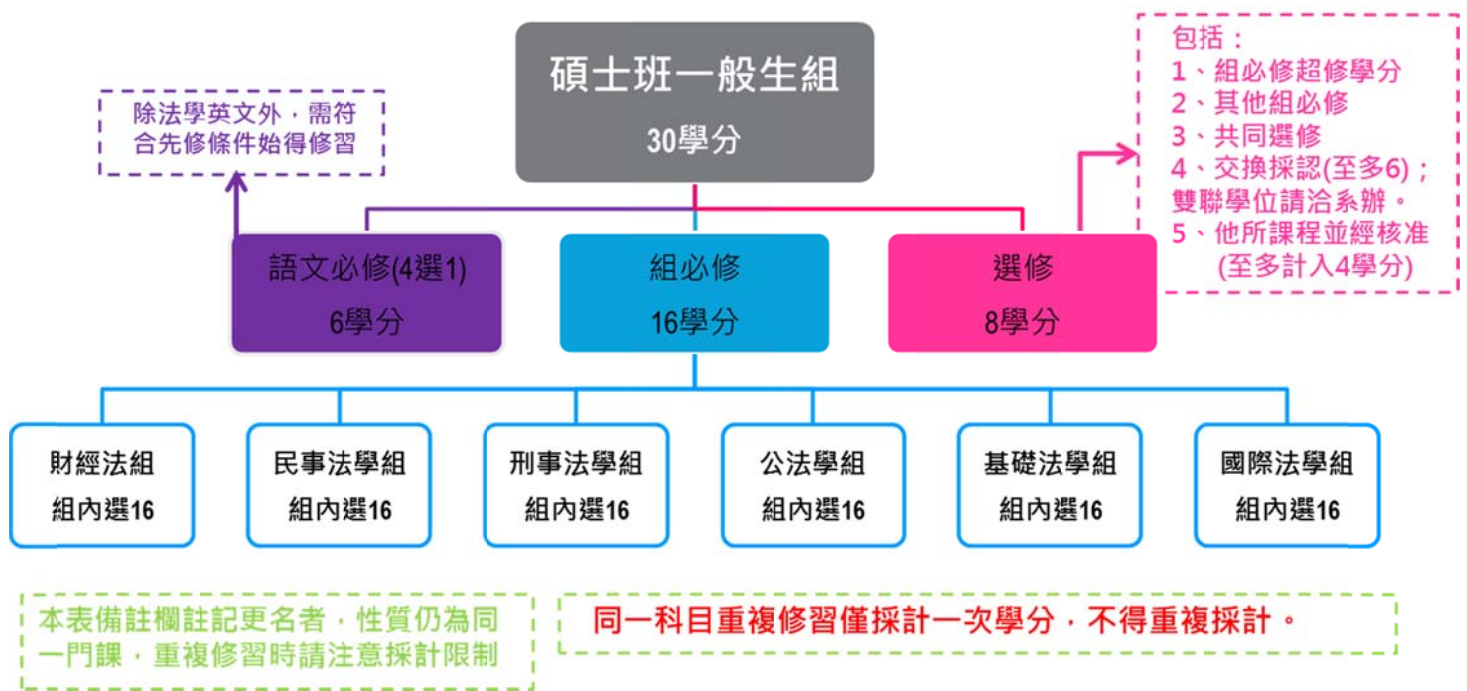 碩士班一般生組
30學分
除法學英文外，需符
合先修條件始得修習
包括：
1、組必修超修學分
2、其他組必修
3、共同選修
4、交換採認(至多6)；
雙聯學位請洽系辦。
5、他所課程並經核准
(至多計入4學分)
語文必修(4選1)
6學分
組必修
16學分
選修
8學分
財經法組
組內選16
民事法學組
組內選16
刑事法學組
組內選16
公法學組
組內選16
基礎法學組
組內選16
國際法學組
組內選16
本表備註欄註記更名者，性質仍為同
一門課，重複修習時請注意採計限制
同一科目重複修習僅採計一次學分，不得重複採計。